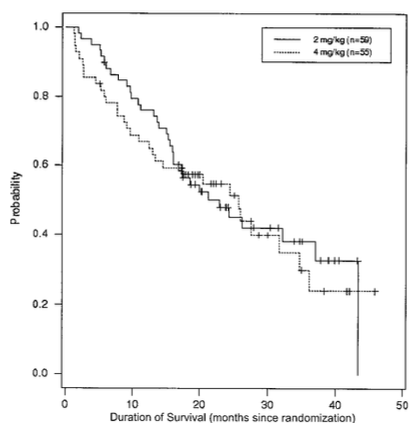 2 mg/kg (n=59)
4 mg/kg (n=55)
1.0
0.8
0.6
0.4
0.2
0.0
Probability
0 10 20 30 40 50
Duration of Survival (months since randomization)